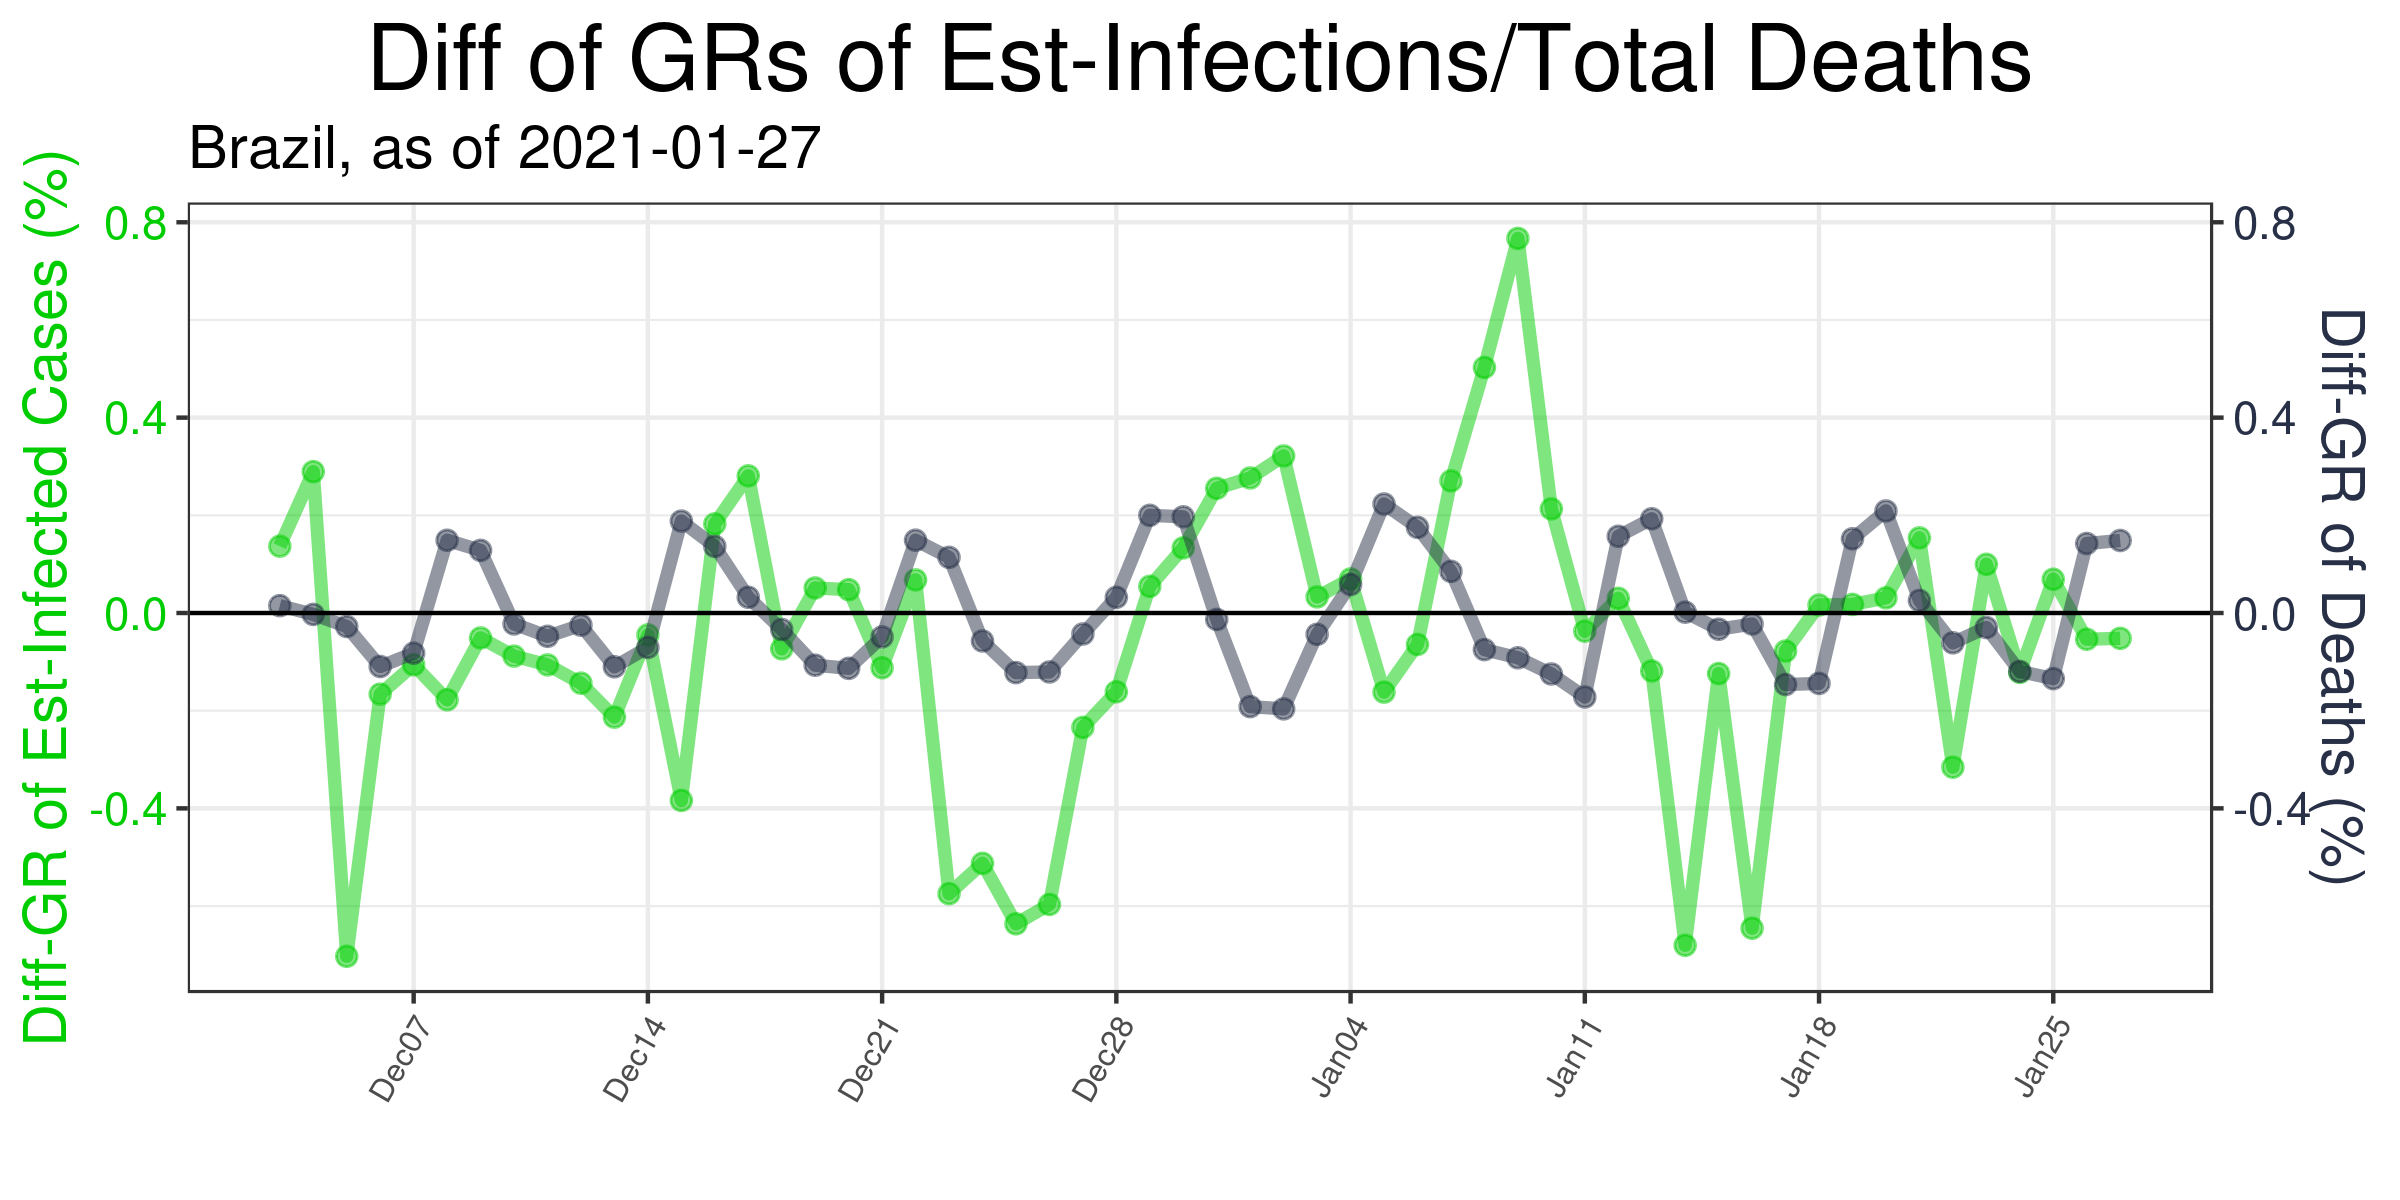 Diff of GRs of Est-Infections/Total Deaths
Brazil, as of 2021-01-27
Diff-GR of Est-Infected Cases (%)
0.8
0.4
0.0
-0.4
0.8
0.4
0.0
-0.4
Diff-GR of Deaths (%)
Dec07
Dec14
Dec21
Dec28
Jan04
Jan11
Jan18
Jan25